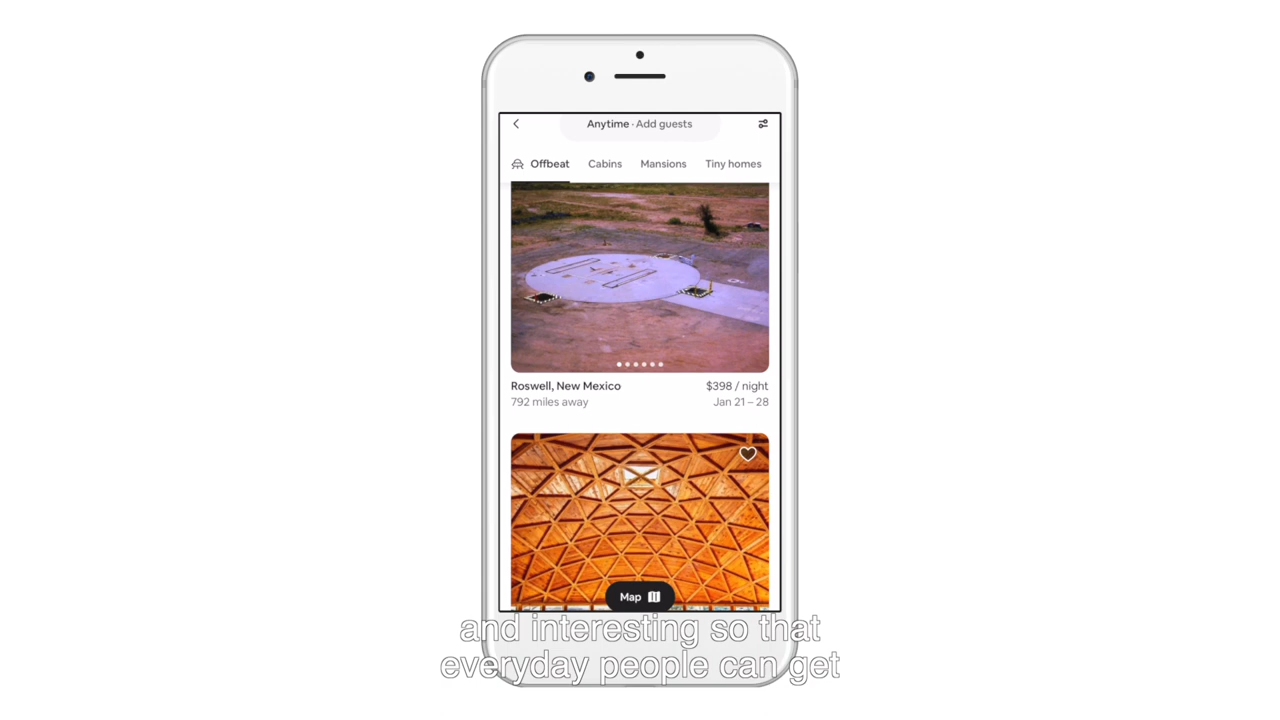 Anytime · Add guests
Offbeat Cabins Mansions Tiny homes
Roswell, New Mexico $398 / night
792 miles away Jan 21 – 28
Map
and interesting so that
everyday people can get